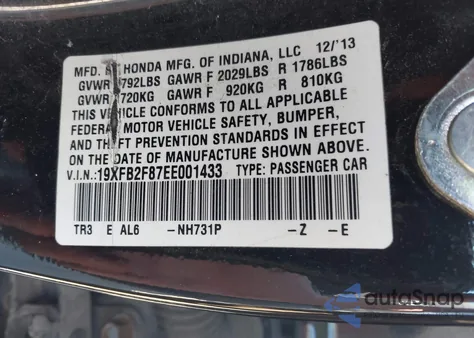 MFD. BY HONDA MFG. OF INDIANA, LLC 12/'13
GVWR 3792LBS GAWR F 2029LBS R 1786LBS
GVWR 1720KG GAWR F 920KG R 810KG
THIS VEHICLE CONFORMS TO ALL APPLICABLE
FEDERAL MOTOR VEHICLE SAFETY, BUMPER,
AND THEFT PREVENTION STANDARDS IN EFFECT
ON THE DATE OF MANUFACTURE SHOWN ABOVE.
V.I.N.:19XFB2F87EE001433 TYPE: PASSENGER CAR
TR3 E AL6 -NH731P -Z -E
autoSnap